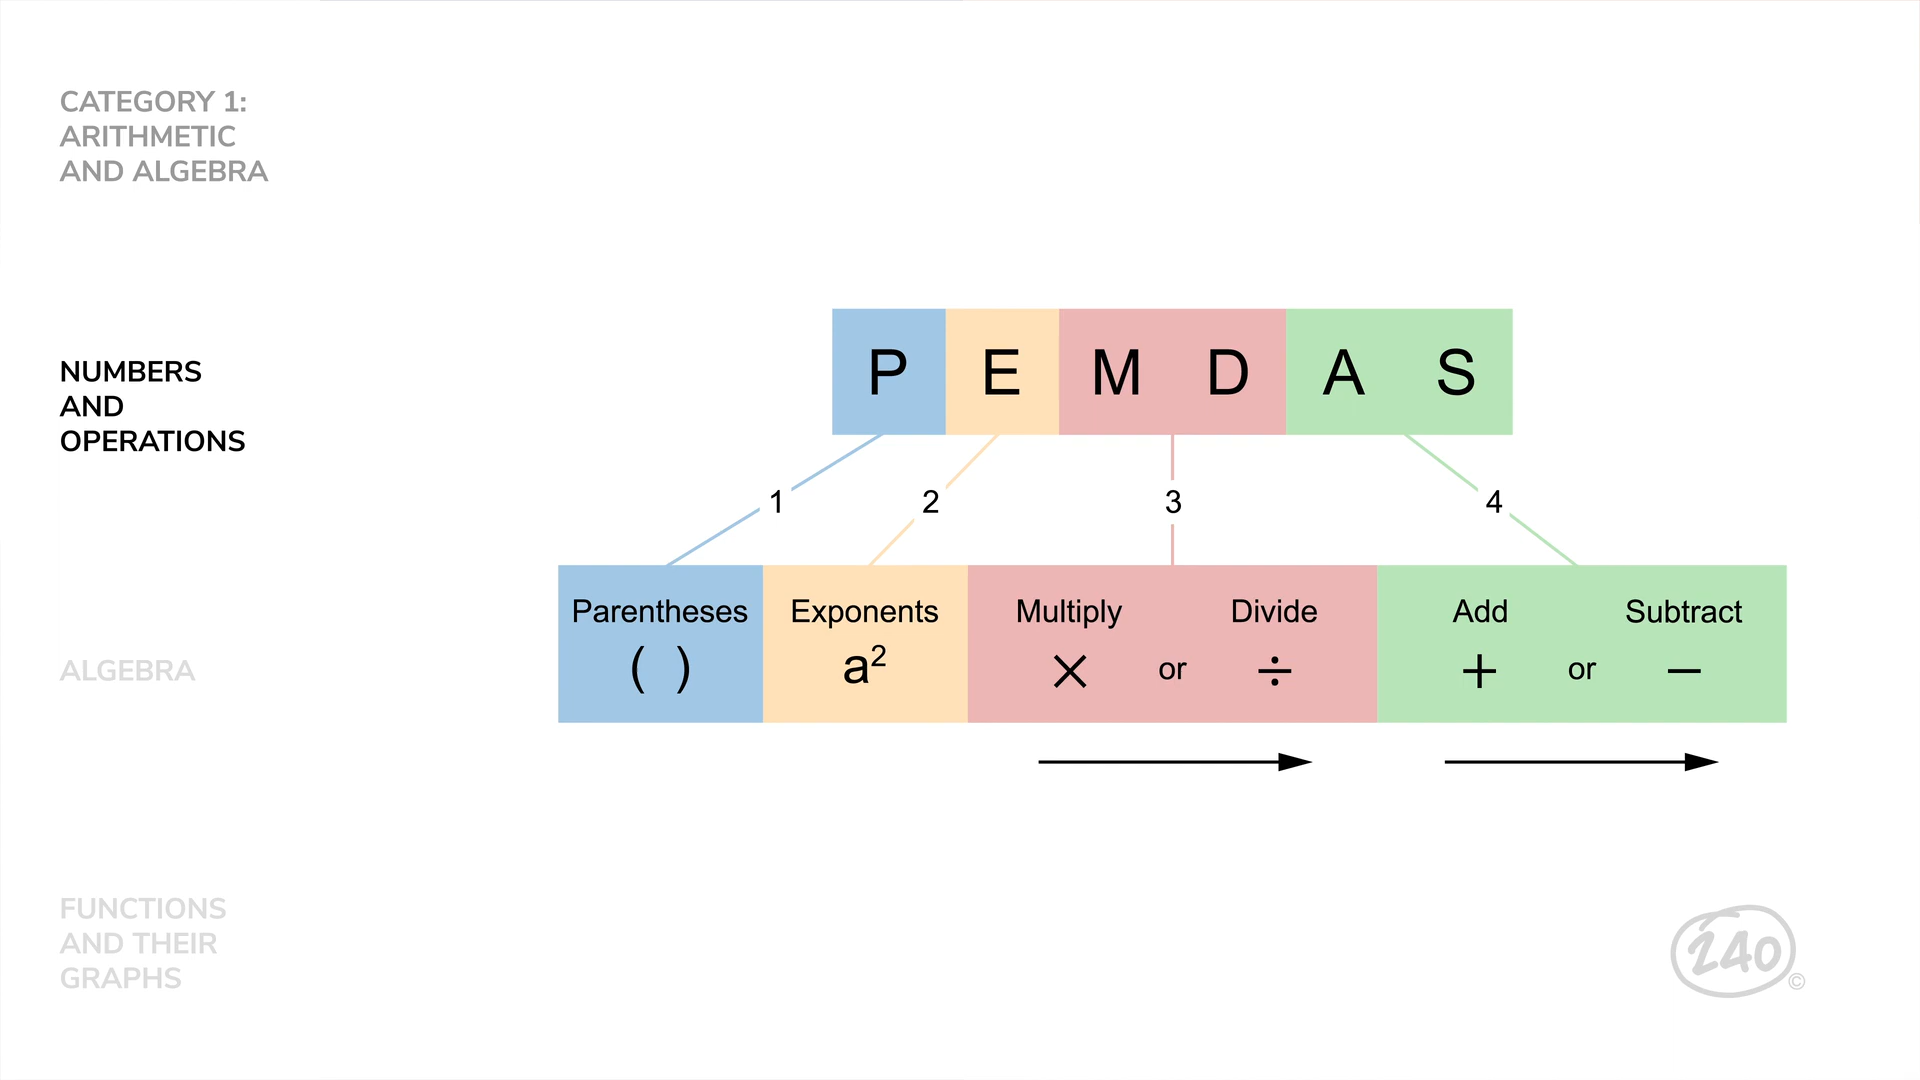 CATEGORY 1:
ARITHMETIC
AND ALGEBRA
NUMBERS
AND
OPERATIONS
ALGEBRA
FUNCTIONS
AND THEIR
GRAPHS
P E M D A S
1 2 3 4
Parentheses Exponents Multiply Divide Add Subtract
( ) a² × or ÷ + or −
240 ©